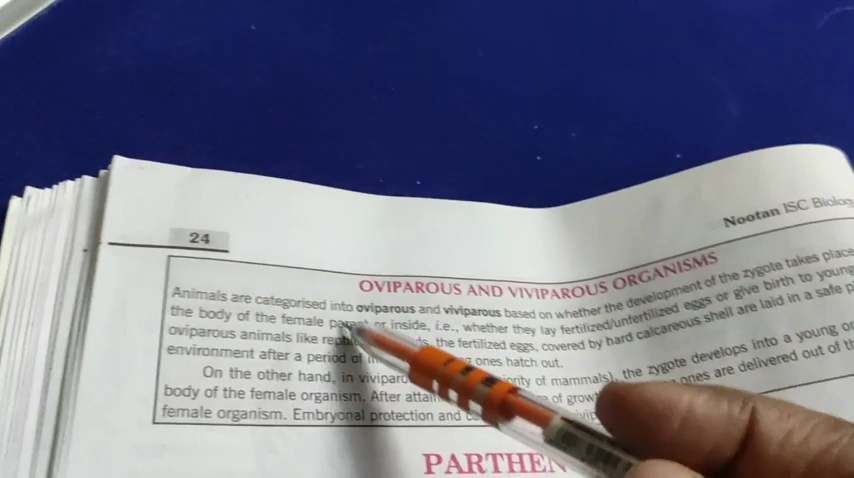 Nootan ISC Biolog
24
OVIPAROUS AND VIVIPAROUS ORGANISMS
Animals are categorised into oviparous and viviparous based on whether the development of the zygote takes place
the body of the female parent or inside, i.e., whether they lay fertilized/unfertilized eggs or give birth to young
oviparous animals like rep the fertilized eggs, covered by hard calcareous shell are laid in a safe p
environment after a period of ones hatch out.
On the other hand, in vivipar of mammals), the zygote develops into a young or
body of the female organism. After attai of growt ones are delivered out of th
female organism. Embryonal protection and
PARTHEN